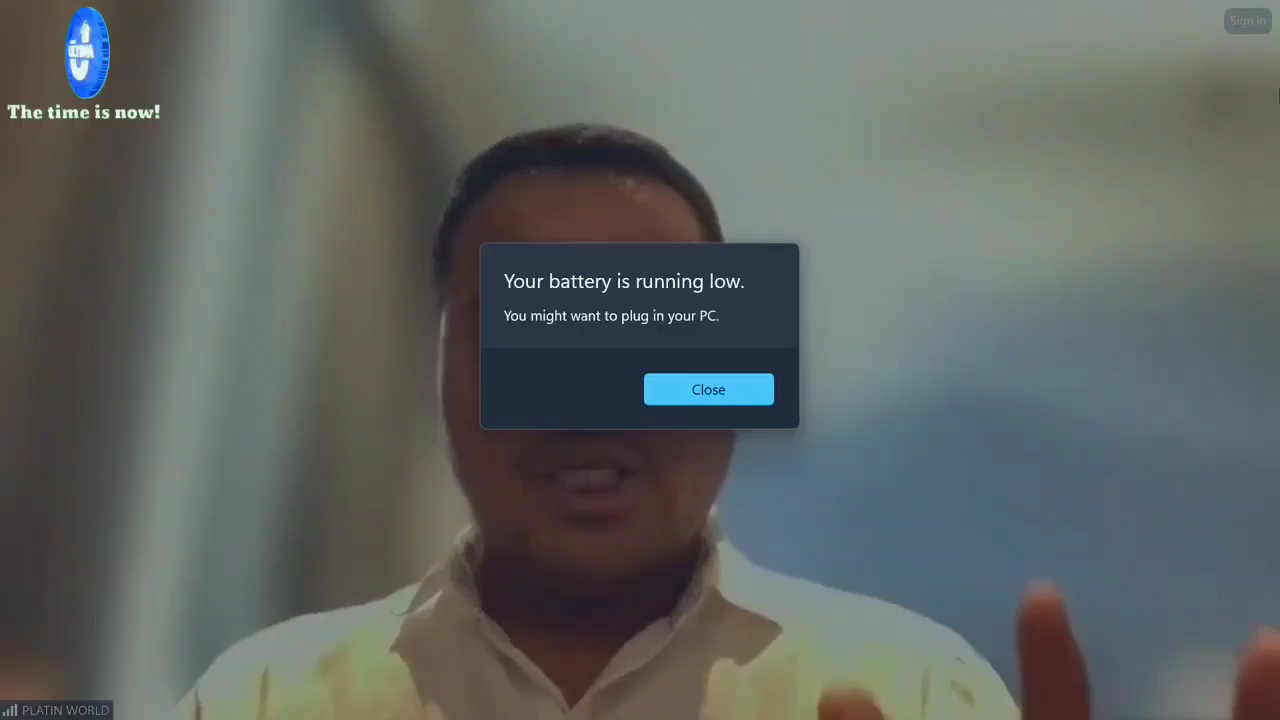 Sign in
ULTIMA
The time is now!
Your battery is running low.
You might want to plug in your PC.
Close
PLATIN WORLD